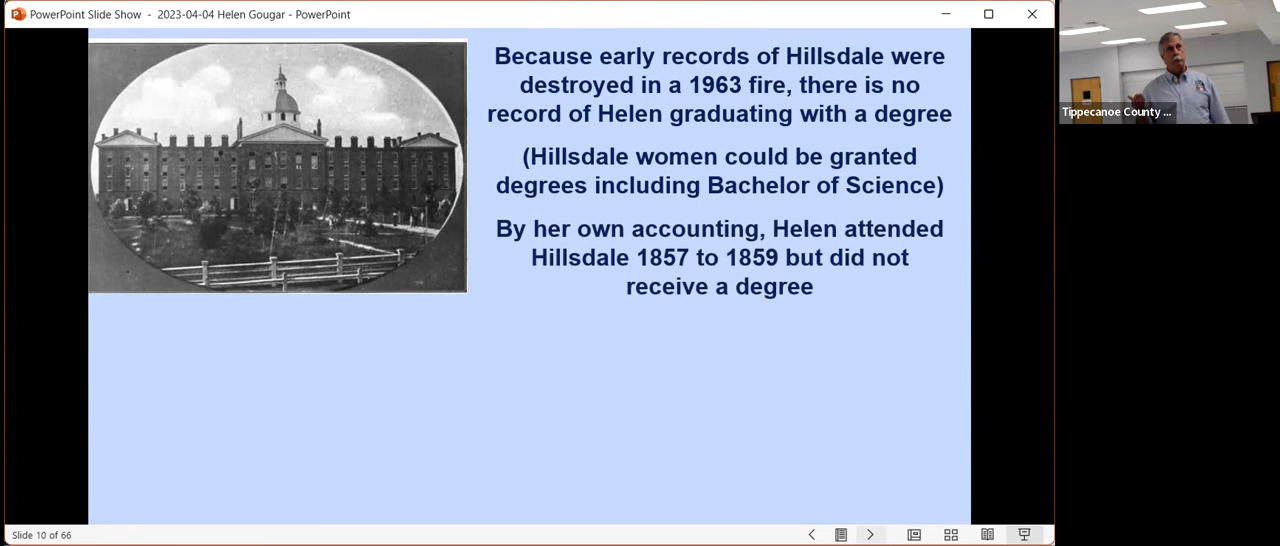 PowerPoint Slide Show - 2023-04-04 Helen Gougar - PowerPoint
Because early records of Hillsdale were
destroyed in a 1963 fire, there is no
record of Helen graduating with a degree
(Hillsdale women could be granted
degrees including Bachelor of Science)
By her own accounting, Helen attended
Hillsdale 1857 to 1859 but did not
receive a degree
Tippecanoe County ...
Slide 10 of 66